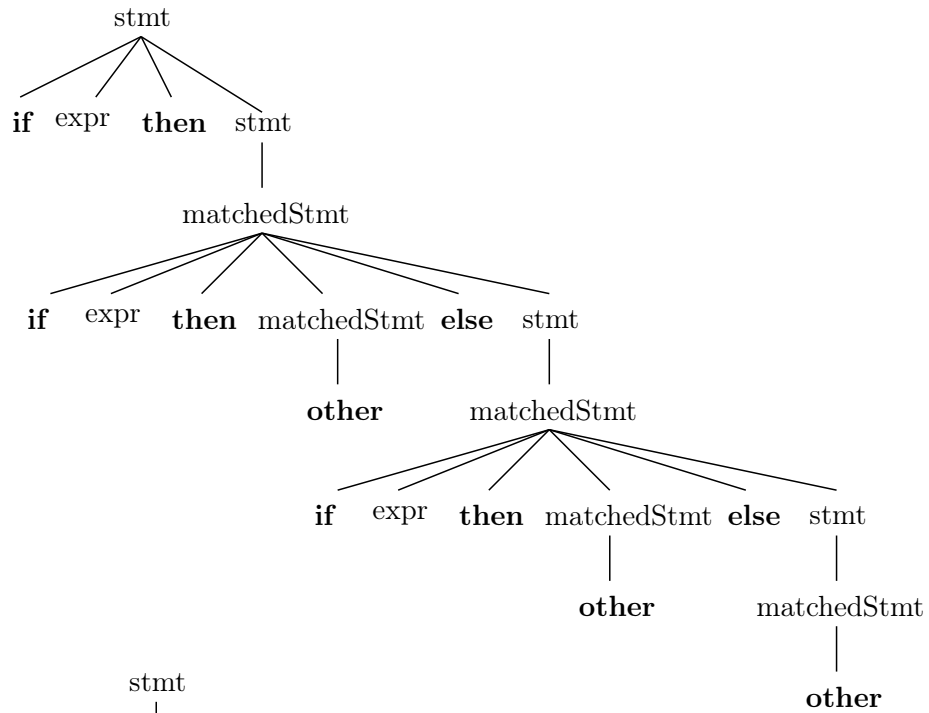 stmt
if expr then stmt
matchedStmt
if expr then matchedStmt else stmt
other matchedStmt
if expr then matchedStmt else stmt
other matchedStmt
stmt
other